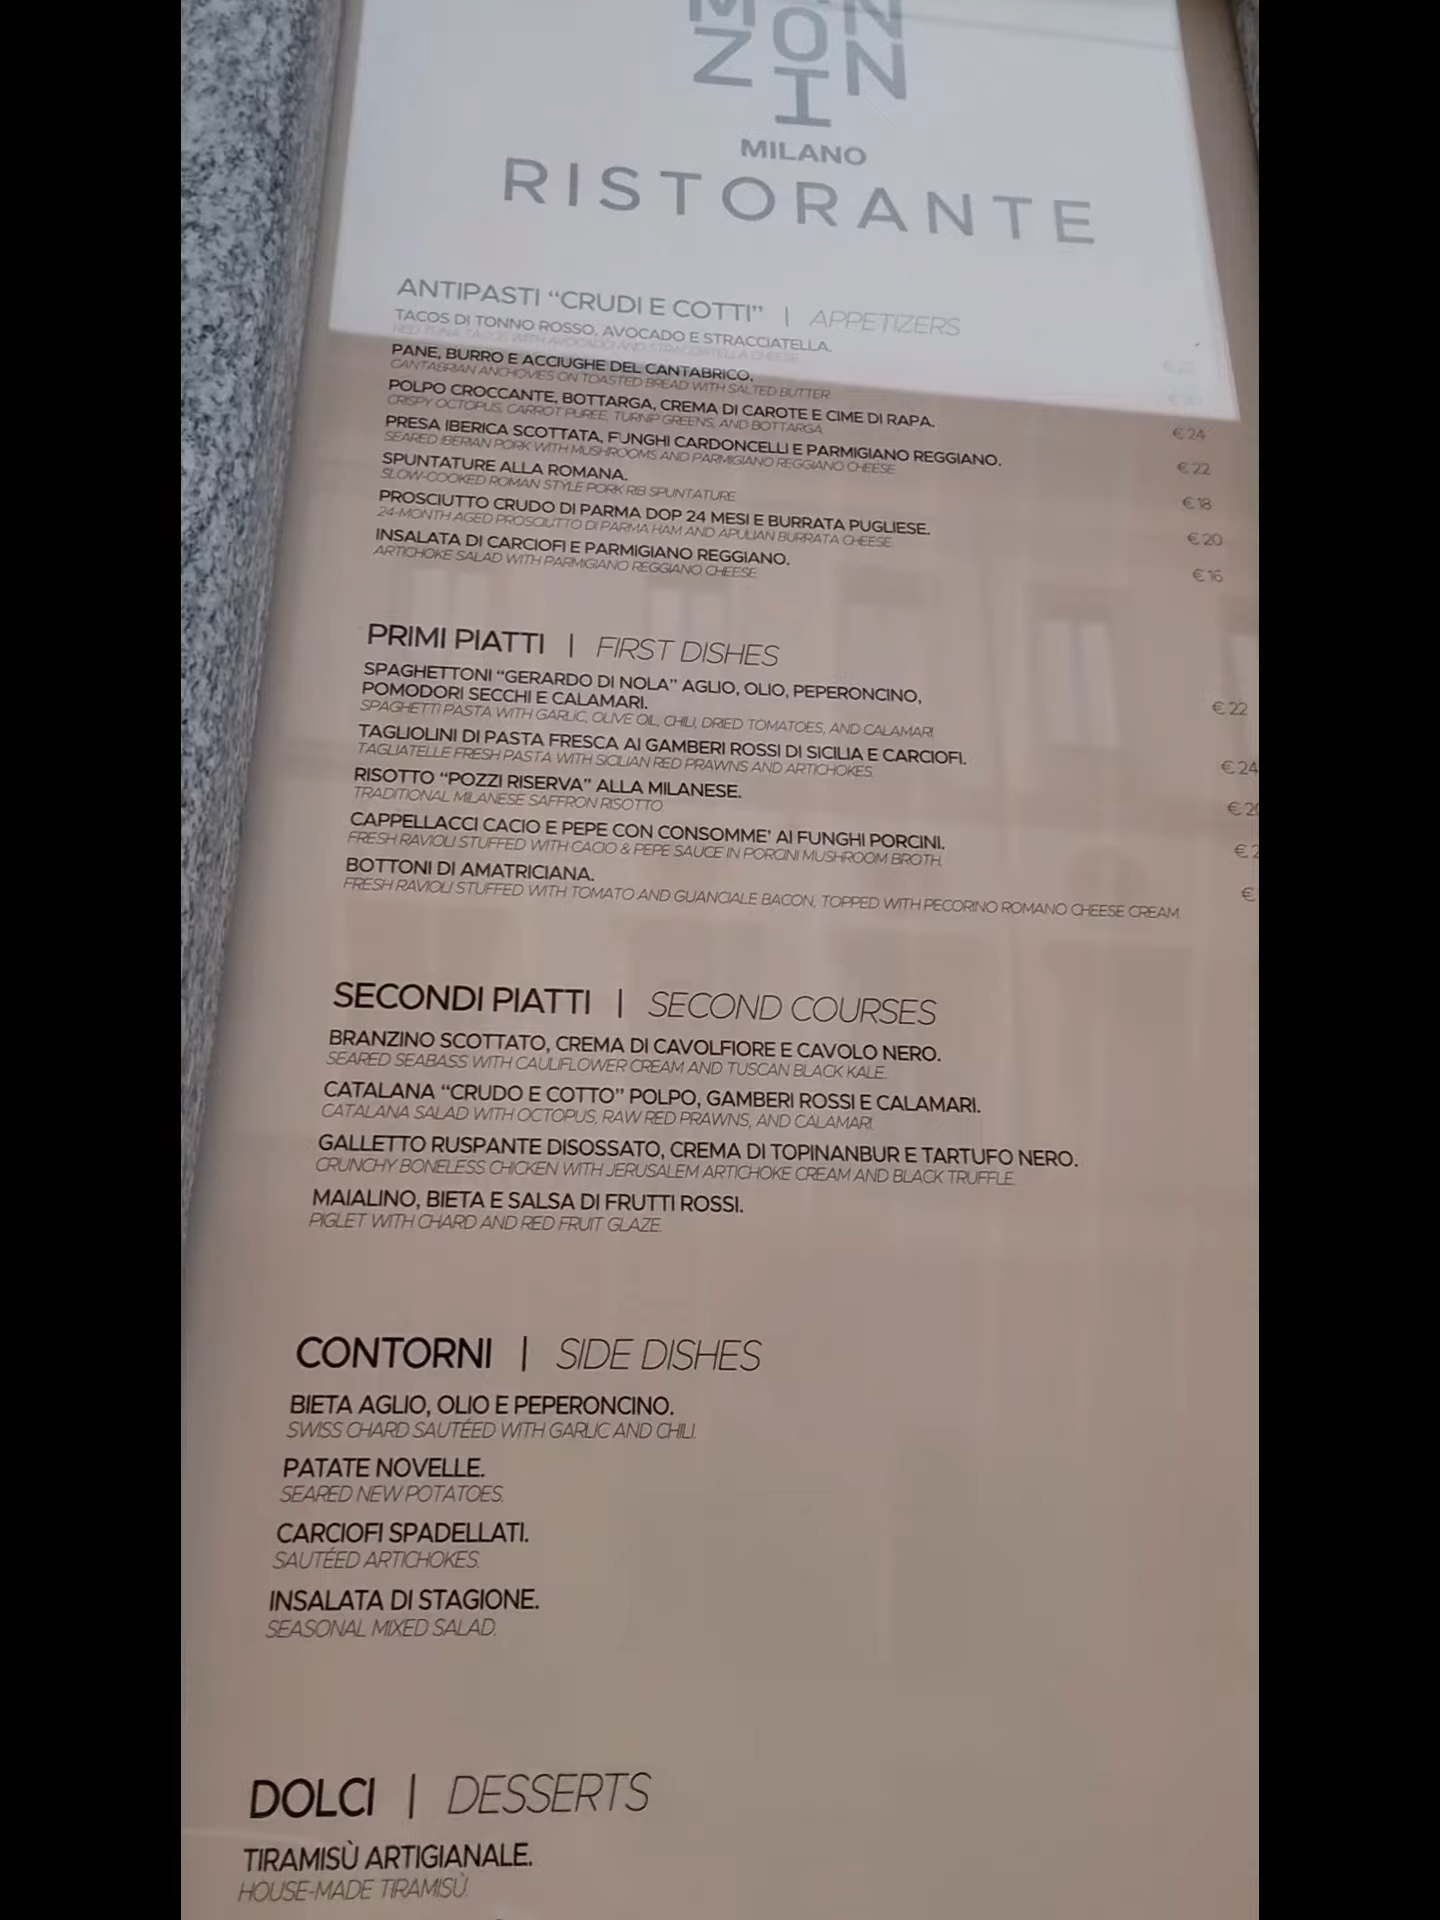 MILANO
RISTORANTE
ANTIPASTI “CRUDI E COTTI” | APPETIZERS
TACOS DI TONNO ROSSO, AVOCADO E STRACCIATELLA.
RED TUNA TACOS WITH AVOCADO AND STRACCIATELLA CHEESE
PANE, BURRO E ACCIUGHE DEL CANTABRICO.
CANTABRIAN ANCHOVIES ON TOASTED BREAD WITH SALTED BUTTER
POLPO CROCCANTE, BOTTARGA, CREMA DI CAROTE E CIME DI RAPA. €24
CRISPY OCTOPUS, CARROT PUREE, TURNIP GREENS, AND BOTTARGA
PRESA IBERICA SCOTTATA, FUNGHI CARDONCELLI E PARMIGIANO REGGIANO. €22
SEARED IBERIAN PORK WITH MUSHROOMS AND PARMIGIANO REGGIANO CHEESE
SPUNTATURE ALLA ROMANA. €18
SLOW-COOKED ROMAN STYLE PORK RIB SPUNTATURE
PROSCIUTTO CRUDO DI PARMA DOP 24 MESI E BURRATA PUGLIESE. €20
24-MONTH AGED PROSCIUTTO DI PARMA HAM AND APULIAN BURRATA CHEESE
INSALATA DI CARCIOFI E PARMIGIANO REGGIANO. €16
ARTICHOKE SALAD WITH PARMIGIANO REGGIANO CHEESE
PRIMI PIATTI | FIRST DISHES
SPAGHETTONI “GERARDO DI NOLA” AGLIO, OLIO, PEPERONCINO,
POMODORI SECCHI E CALAMARI. €22
SPAGHETTI PASTA WITH GARLIC, OLIVE OIL, CHILI, DRIED TOMATOES, AND CALAMARI
TAGLIOLINI DI PASTA FRESCA AI GAMBERI ROSSI DI SICILIA E CARCIOFI. €24
TAGLIATELLE FRESH PASTA WITH SICILIAN RED PRAWNS AND ARTICHOKES.
RISOTTO “POZZI RISERVA” ALLA MILANESE. €
TRADITIONAL MILANESE SAFFRON RISOTTO
CAPPELLACCI CACIO E PEPE CON CONSOMME’ AI FUNGHI PORCINI. €
FRESH RAVIOLI STUFFED WITH CACIO & PEPE SAUCE IN PORCINI MUSHROOM BROTH.
BOTTONI DI AMATRICIANA. €
FRESH RAVIOLI STUFFED WITH TOMATO AND GUANCIALE BACON, TOPPED WITH PECORINO ROMANO CHEESE CREAM.
SECONDI PIATTI | SECOND COURSES
BRANZINO SCOTTATO, CREMA DI CAVOLFIORE E CAVOLO NERO.
SEARED SEABASS WITH CAULIFLOWER CREAM AND TUSCAN BLACK KALE.
CATALANA “CRUDO E COTTO” POLPO, GAMBERI ROSSI E CALAMARI.
CATALANA SALAD WITH OCTOPUS, RAW RED PRAWNS, AND CALAMARI.
GALLETTO RUSPANTE DISOSSATO, CREMA DI TOPINANBUR E TARTUFO NERO.
CRUNCHY BONELESS CHICKEN WITH JERUSALEM ARTICHOKE CREAM AND BLACK TRUFFLE.
MAIALINO, BIETA E SALSA DI FRUTTI ROSSI.
PIGLET WITH CHARD AND RED FRUIT GLAZE.
CONTORNI | SIDE DISHES
BIETA AGLIO, OLIO E PEPERONCINO.
SWISS CHARD SAUTÉED WITH GARLIC AND CHILI.
PATATE NOVELLE.
SEARED NEW POTATOES.
CARCIOFI SPADELLATI.
SAUTÉED ARTICHOKES.
INSALATA DI STAGIONE.
SEASONAL MIXED SALAD.
DOLCI | DESSERTS
TIRAMISÙ ARTIGIANALE.
HOUSE-MADE TIRAMISÙ.